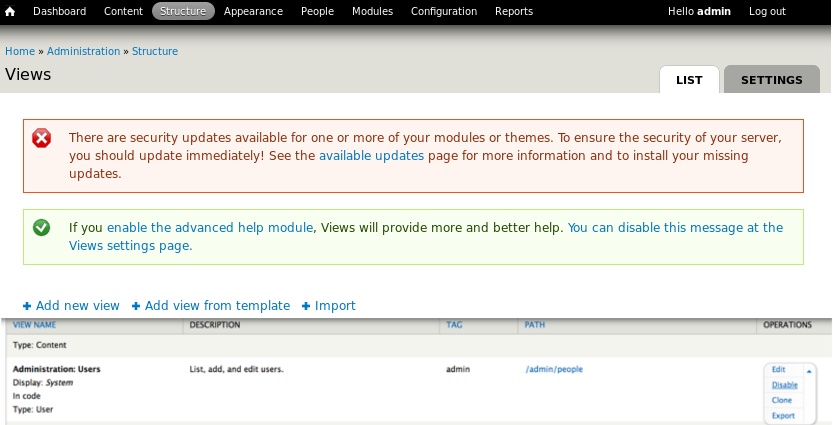 Dashboard Content Structure Appearance People Modules Configuration Reports Hello admin Log out
Home » Administration » Structure
Views
LIST SETTINGS
There are security updates available for one or more of your modules or themes. To ensure the security of your server,
you should update immediately! See the available updates page for more information and to install your missing
updates.
If you enable the advanced help module, Views will provide more and better help. You can disable this message at the
Views settings page.
Add new view Add view from template Import
VIEW NAME DESCRIPTION TAG PATH OPERATIONS
Type: Content
Administration: Users List, add, and edit users. admin /admin/people Edit
Display: System Disable
In code Clone
Type: User Export